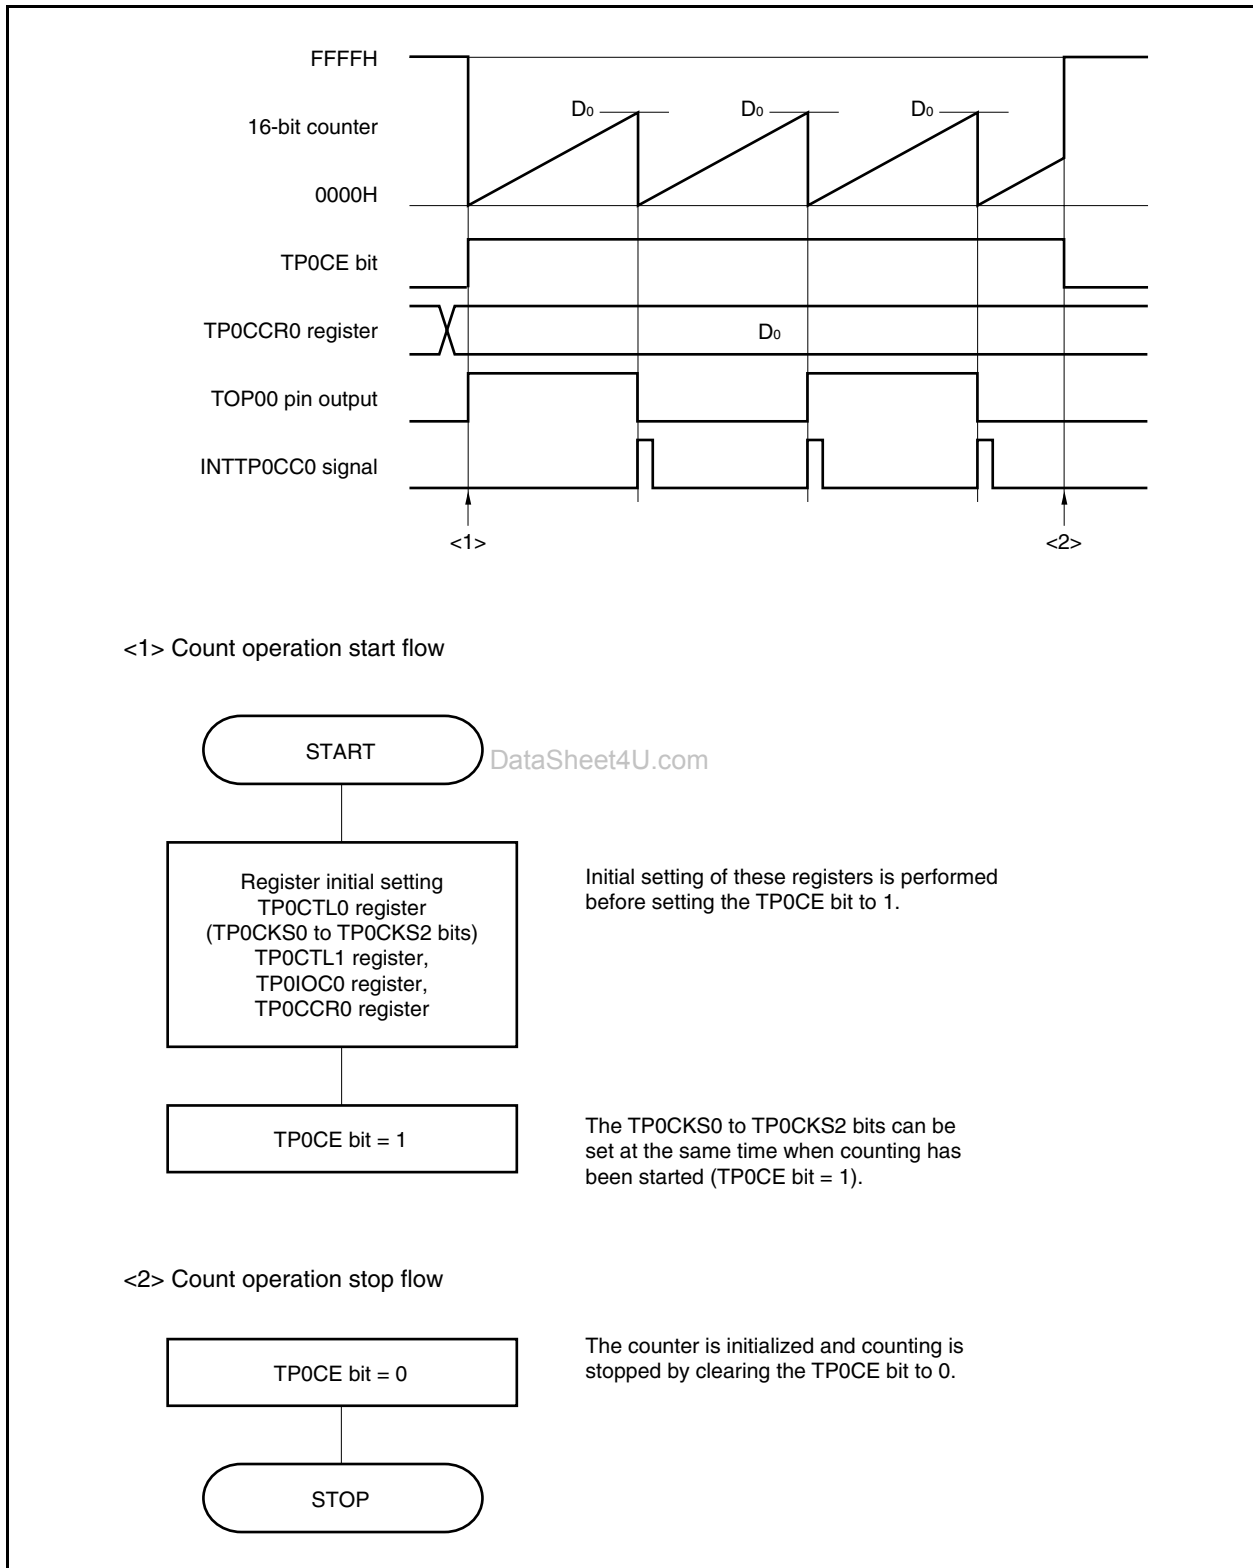 FFFFH
D0 D0 D0
16-bit counter
0000H
TP0CE bit
TP0CCR0 register
D0
TOP00 pin output
INTTP0CC0 signal
<1> <2>
<1> Count operation start flow
START
DataSheet4U.com
Register initial setting
TP0CTL0 register
(TP0CKS0 to TP0CKS2 bits)
TP0CTL1 register,
TP0IOC0 register,
TP0CCR0 register
Initial setting of these registers is performed
before setting the TP0CE bit to 1.
TP0CE bit = 1
The TP0CKS0 to TP0CKS2 bits can be
set at the same time when counting has
been started (TP0CE bit = 1).
<2> Count operation stop flow
TP0CE bit = 0
The counter is initialized and counting is
stopped by clearing the TP0CE bit to 0.
STOP